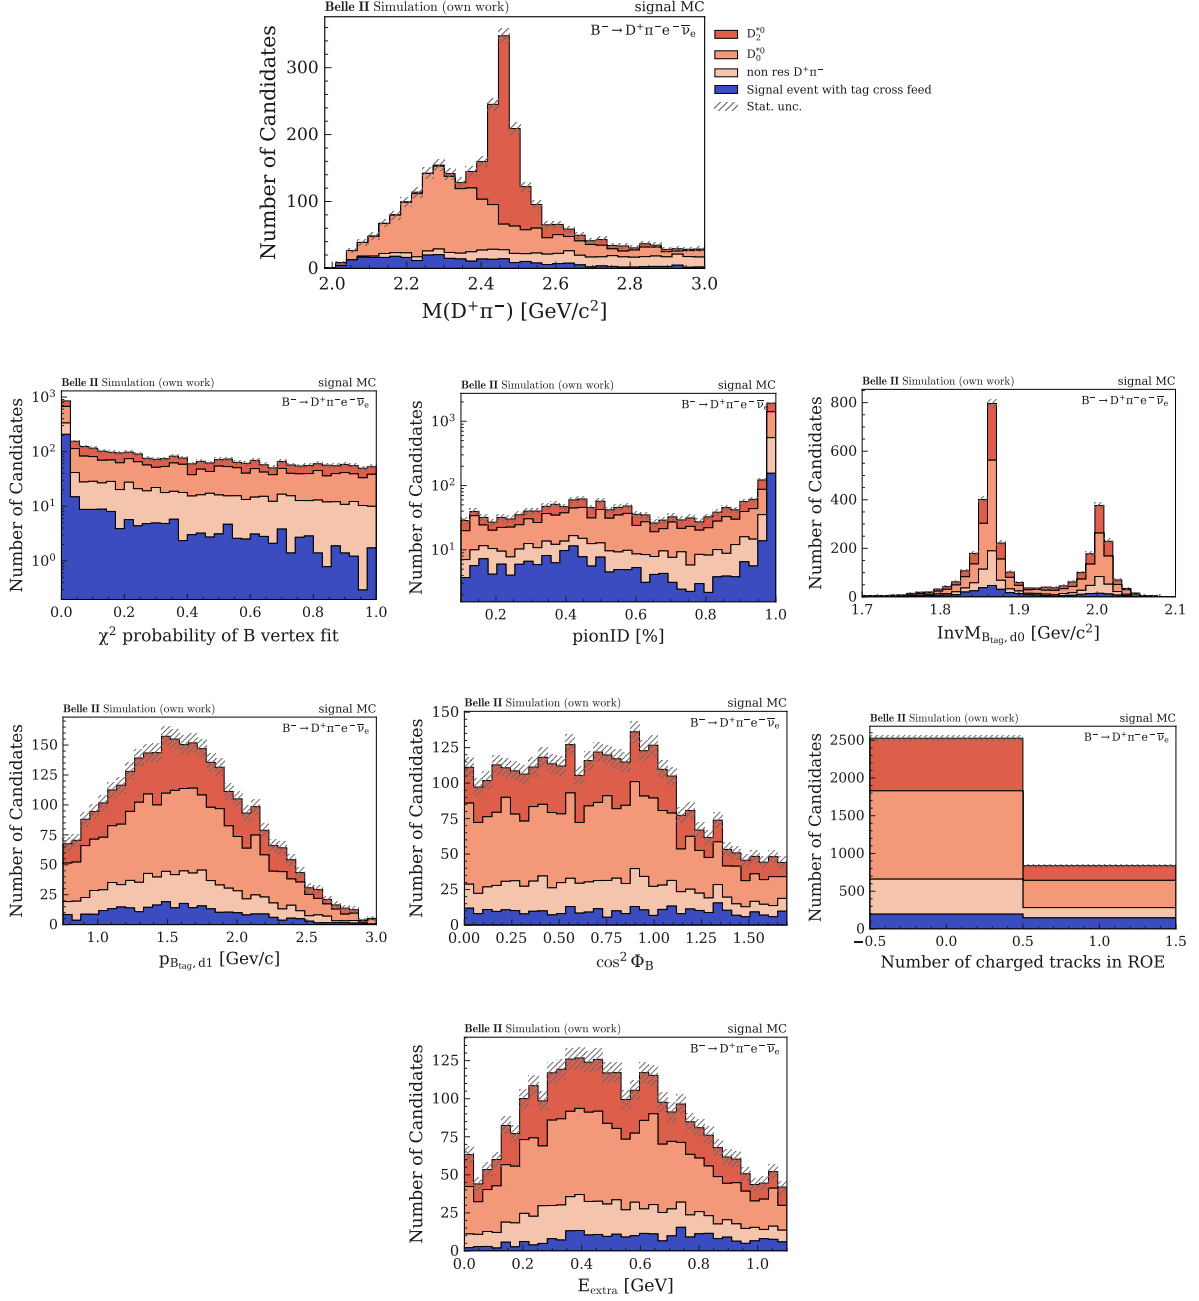 Belle II Simulation (own work) signal MC
B⁻ → D⁺π⁻e⁻ν̅ₑ
D₂*⁰
D₀*⁰
non res D⁺π⁻
Signal event with tag cross feed
Stat. unc.
Number of Candidates
300
200
100
0
2.0 2.2 2.4 2.6 2.8 3.0
M(D⁺π⁻) [GeV/c²]
Belle II Simulation (own work) signal MC
B⁻ → D⁺π⁻e⁻ν̅ₑ
Number of Candidates
10³
10²
10¹
10⁰
0.0 0.2 0.4 0.6 0.8 1.0
χ² probability of B vertex fit
Belle II Simulation (own work) signal MC
B⁻ → D⁺π⁻e⁻ν̅ₑ
Number of Candidates
10³
10²
10¹
0.2 0.4 0.6 0.8 1.0
pionID [%]
Belle II Simulation (own work) signal MC
B⁻ → D⁺π⁻e⁻ν̅ₑ
Number of Candidates
800
600
400
200
0
1.7 1.8 1.9 2.0 2.1
InvM_{B_{tag}, d0} [Gev/c²]
Belle II Simulation (own work) signal MC
B⁻ → D⁺π⁻e⁻ν̅ₑ
Number of Candidates
150
125
100
75
50
25
0
1.0 1.5 2.0 2.5 3.0
p_{B_{tag}, d1} [Gev/c]
Belle II Simulation (own work) signal MC
B⁻ → D⁺π⁻e⁻ν̅ₑ
Number of Candidates
150
125
100
75
50
25
0
0.00 0.25 0.50 0.75 1.00 1.25 1.50
cos² Φ_B
Belle II Simulation (own work) signal MC
B⁻ → D⁺π⁻e⁻ν̅ₑ
Number of Candidates
2500
2000
1500
1000
500
0
−0.5 0.0 0.5 1.0 1.5
Number of charged tracks in ROE
Belle II Simulation (own work) signal MC
B⁻ → D⁺π⁻e⁻ν̅ₑ
Number of Candidates
125
100
75
50
25
0
0.0 0.2 0.4 0.6 0.8 1.0
E_{extra} [GeV]